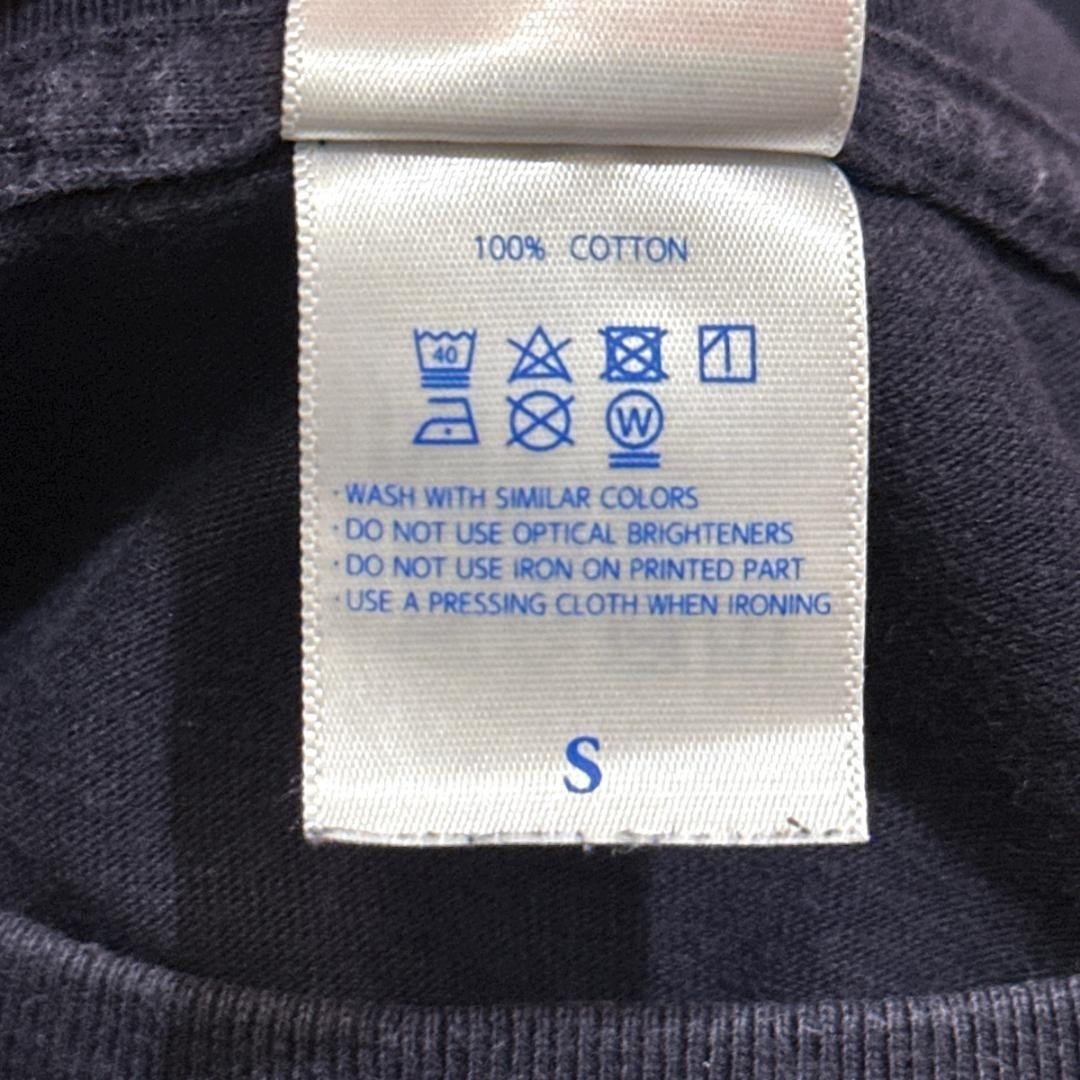 100% COTTON
40
W
·WASH WITH SIMILAR COLORS
·DO NOT USE OPTICAL BRIGHTENERS
·DO NOT USE IRON ON PRINTED PART
·USE A PRESSING CLOTH WHEN IRONING
S